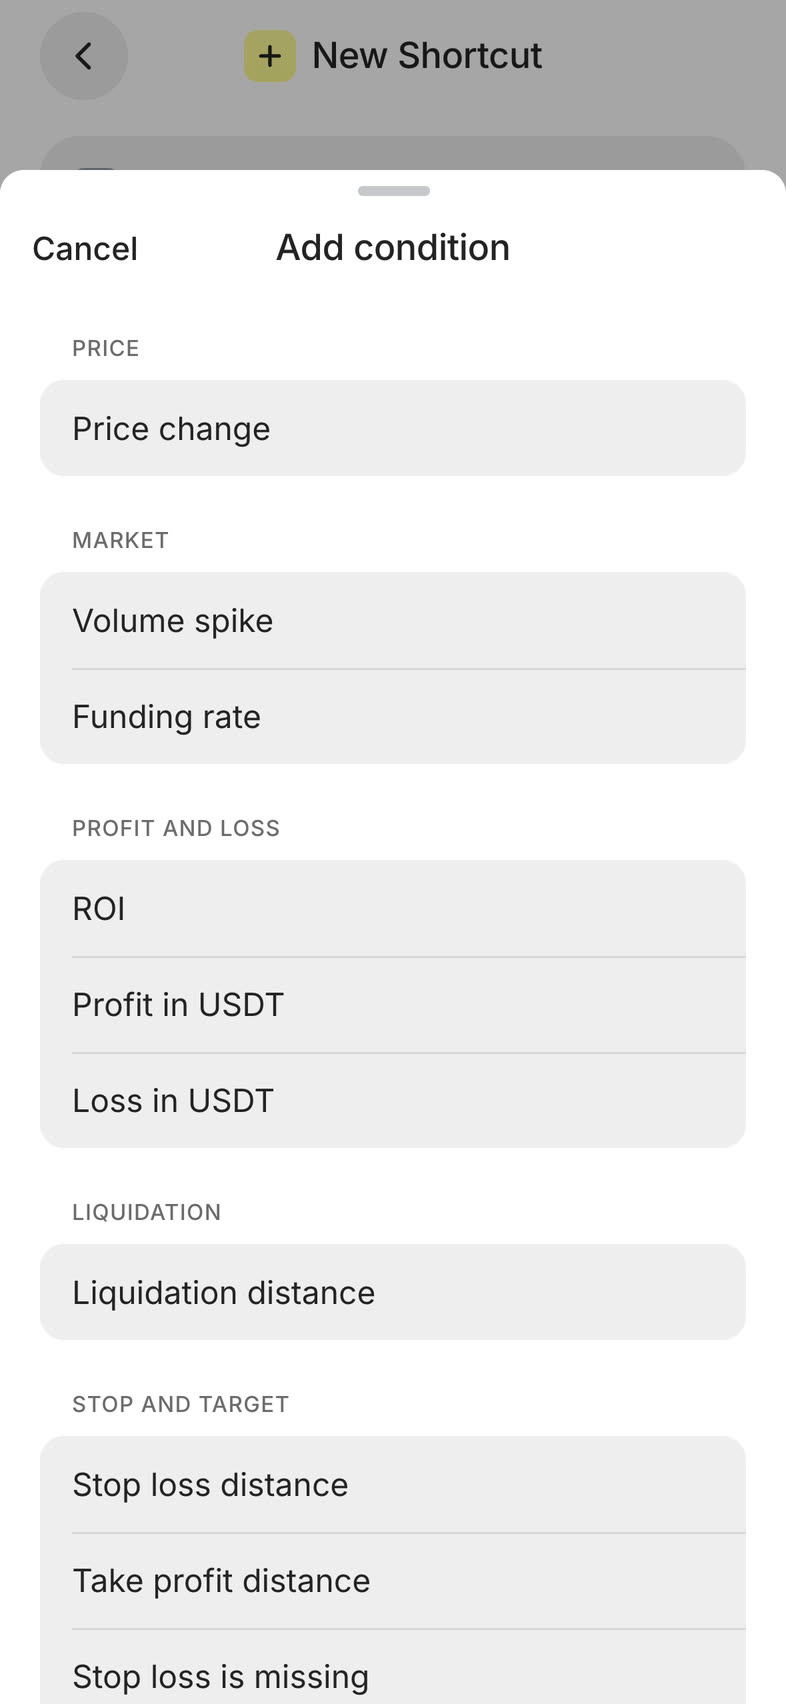 New Shortcut
Cancel
Add condition
PRICE
Price change
MARKET
Volume spike
Funding rate
PROFIT AND LOSS
ROI
Profit in USDT
Loss in USDT
LIQUIDATION
Liquidation distance
STOP AND TARGET
Stop loss distance
Take profit distance
Stop loss is missing